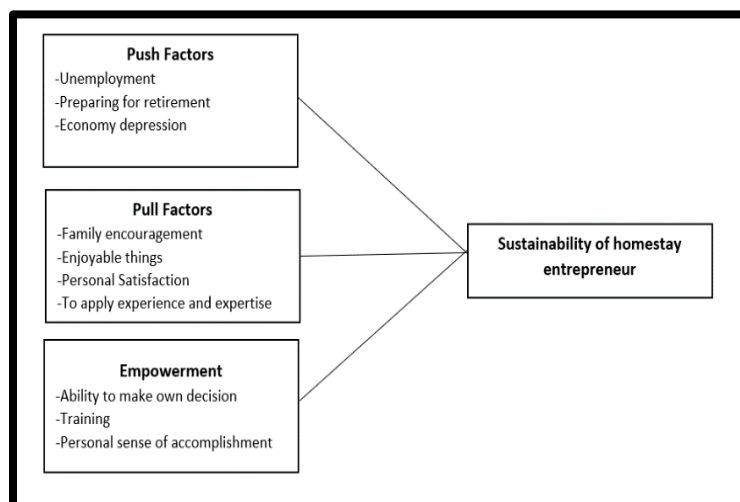 Push Factors
-Unemployment
-Preparing for retirement
-Economy depression
Pull Factors
-Family encouragement
-Enjoyable things
-Personal Satisfaction
-To apply experience and expertise
Empowerment
-Ability to make own decision
-Training
-Personal sense of accomplishment
Sustainability of homestay
entrepreneur